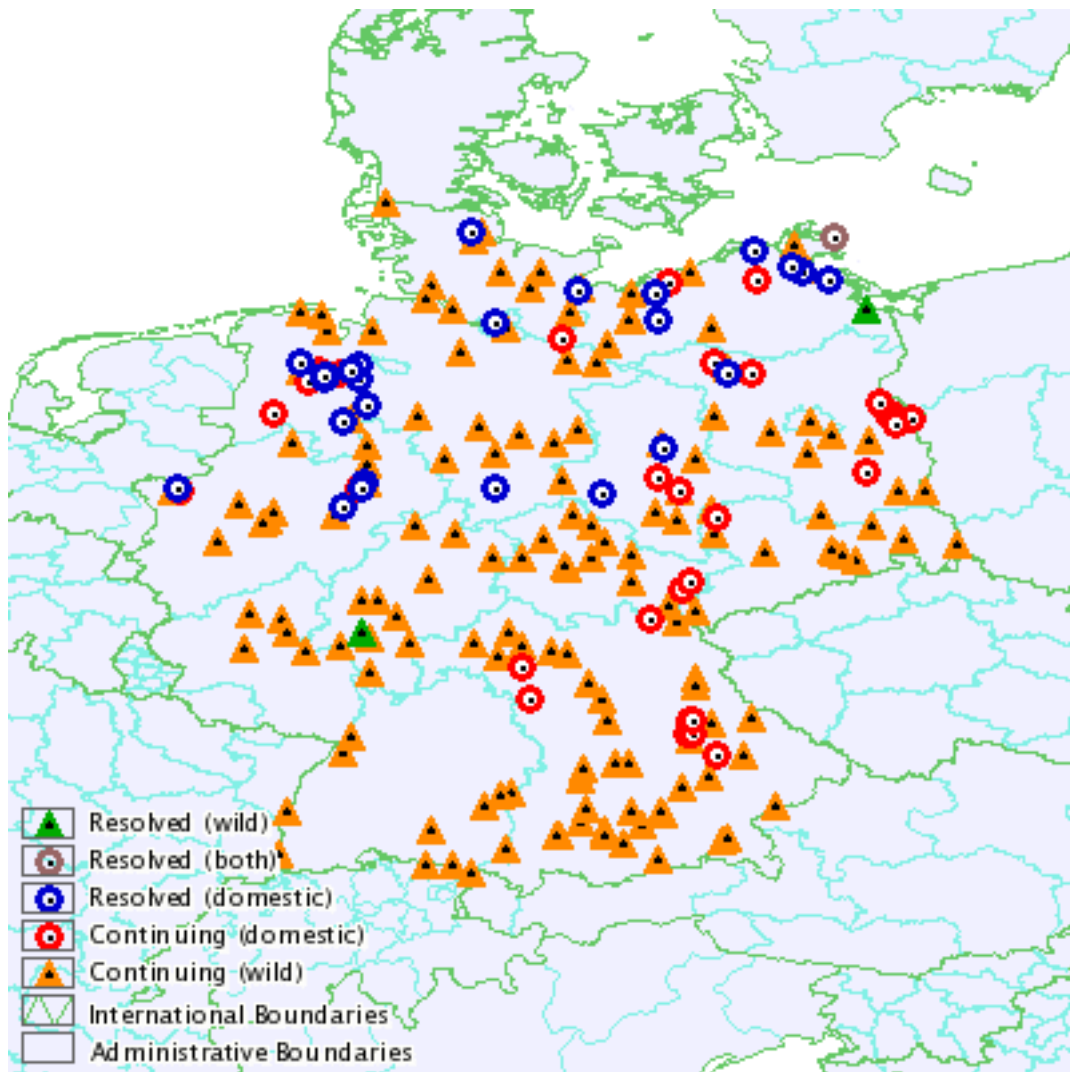 Resolved (wild)
Resolved (both)
Resolved (domestic)
Continuing (domestic)
Continuing (wild)
International Boundaries
Administrative Boundaries